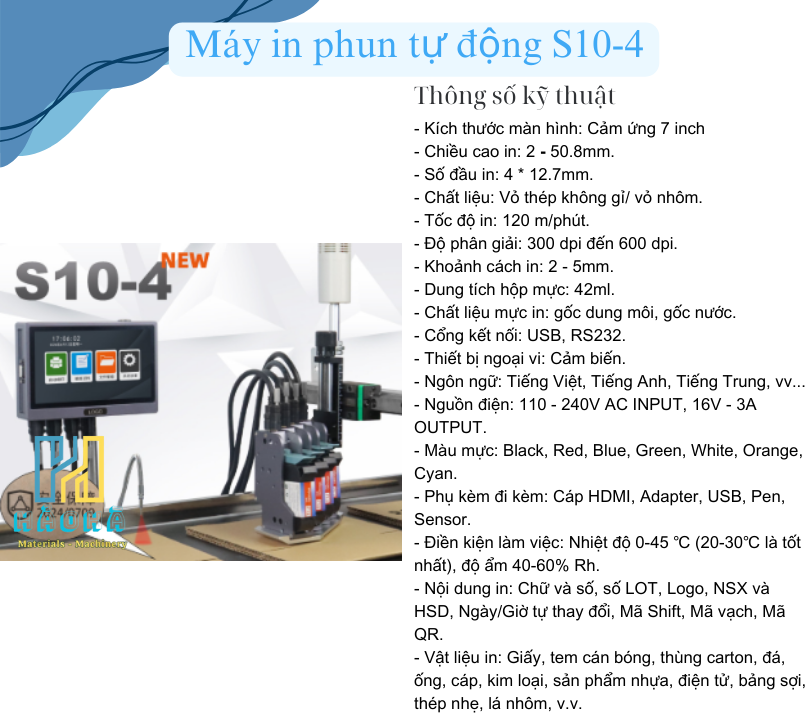 Máy in phun tự động S10-4
Thông số kỹ thuật
- Kích thước màn hình: Cảm ứng 7 inch
- Chiều cao in: 2 - 50.8mm.
- Số đầu in: 4 * 12.7mm.
- Chất liệu: Vỏ thép không gỉ/ vỏ nhôm.
- Tốc độ in: 120 m/phút.
- Độ phân giải: 300 dpi đến 600 dpi.
- Khoảnh cách in: 2 - 5mm.
- Dung tích hộp mực: 42ml.
- Chất liệu mực in: gốc dung môi, gốc nước.
- Cổng kết nối: USB, RS232.
- Thiết bị ngoại vi: Cảm biến.
- Ngôn ngữ: Tiếng Việt, Tiếng Anh, Tiếng Trung, vv...
- Nguồn điện: 110 - 240V AC INPUT, 16V - 3A
OUTPUT.
- Màu mực: Black, Red, Blue, Green, White, Orange,
Cyan.
- Phụ kèm đi kèm: Cáp HDMI, Adapter, USB, Pen,
Sensor.
- Điền kiện làm việc: Nhiệt độ 0-45 ℃ (20-30℃ là tốt
nhất), độ ẩm 40-60% Rh.
- Nội dung in: Chữ và số, số LOT, Logo, NSX và
HSD, Ngày/Giờ tự thay đổi, Mã Shift, Mã vạch, Mã
QR.
- Vật liệu in: Giấy, tem cán bóng, thùng carton, đá,
ống, cáp, kim loại, sản phẩm nhựa, điện tử, bảng sợi,
thép nhẹ, lá nhôm, v.v.
S10-4
NEW
17:06:22
2024/0709
Materials - Machinery